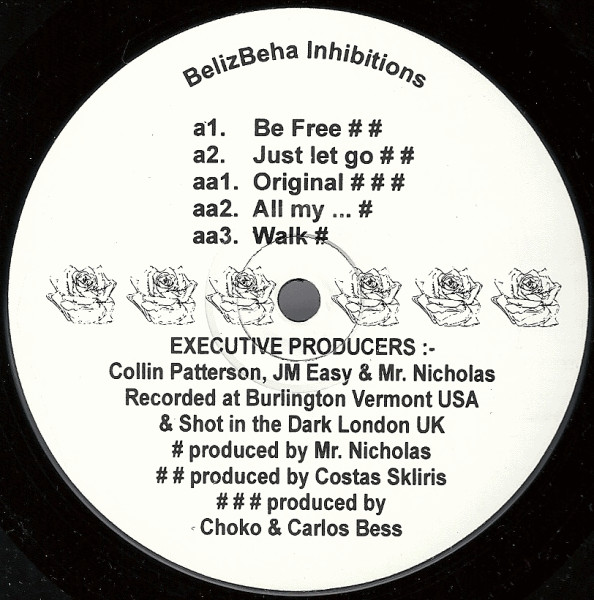 BelizBeha Inhibitions
a1. Be Free # #
a2. Just let go # #
aa1. Original # # #
aa2. All my ... #
aa3. Walk #
EXECUTIVE PRODUCERS :-
Collin Patterson, JM Easy & Mr. Nicholas
Recorded at Burlington Vermont USA
& Shot in the Dark London UK
# produced by Mr. Nicholas
# # produced by Costas Skliris
# # # produced by
Choko & Carlos Bess